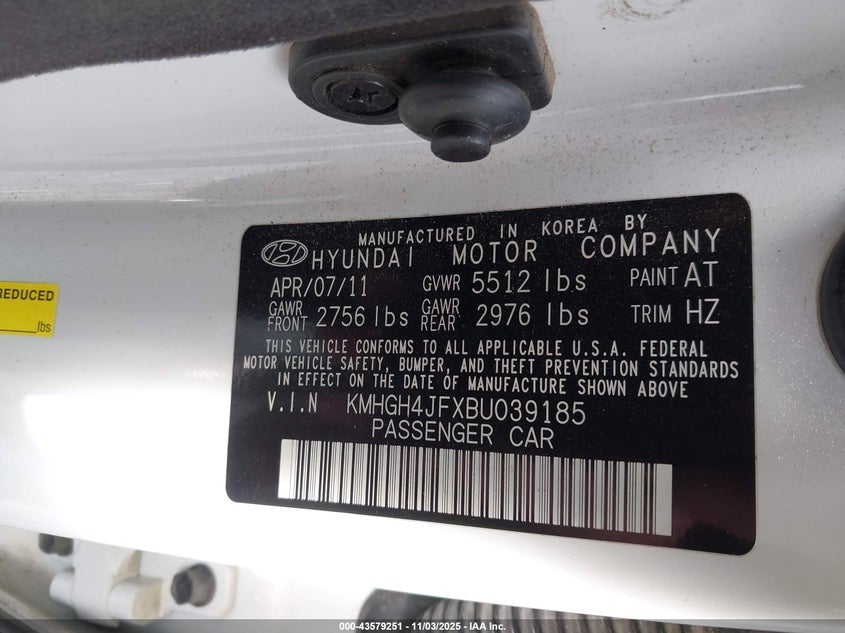 MANUFACTURED IN KOREA BY
HYUNDAI MOTOR COMPANY
APR/07/11 GVWR 5512 lbs PAINT AT
GAWR FRONT 2756 lbs GAWR REAR 2976 lbs TRIM HZ
THIS VEHICLE CONFORMS TO ALL APPLICABLE U.S.A. FEDERAL
MOTOR VEHICLE SAFETY, BUMPER, AND THEFT PREVENTION STANDARDS
IN EFFECT ON THE DATE OF MANUFACTURE SHOWN ABOVE
V.I.N KMHGH4JFXBU039185
PASSENGER CAR
REDUCED
lbs
000-43579251 - 11/03/2025 - IAA Inc.